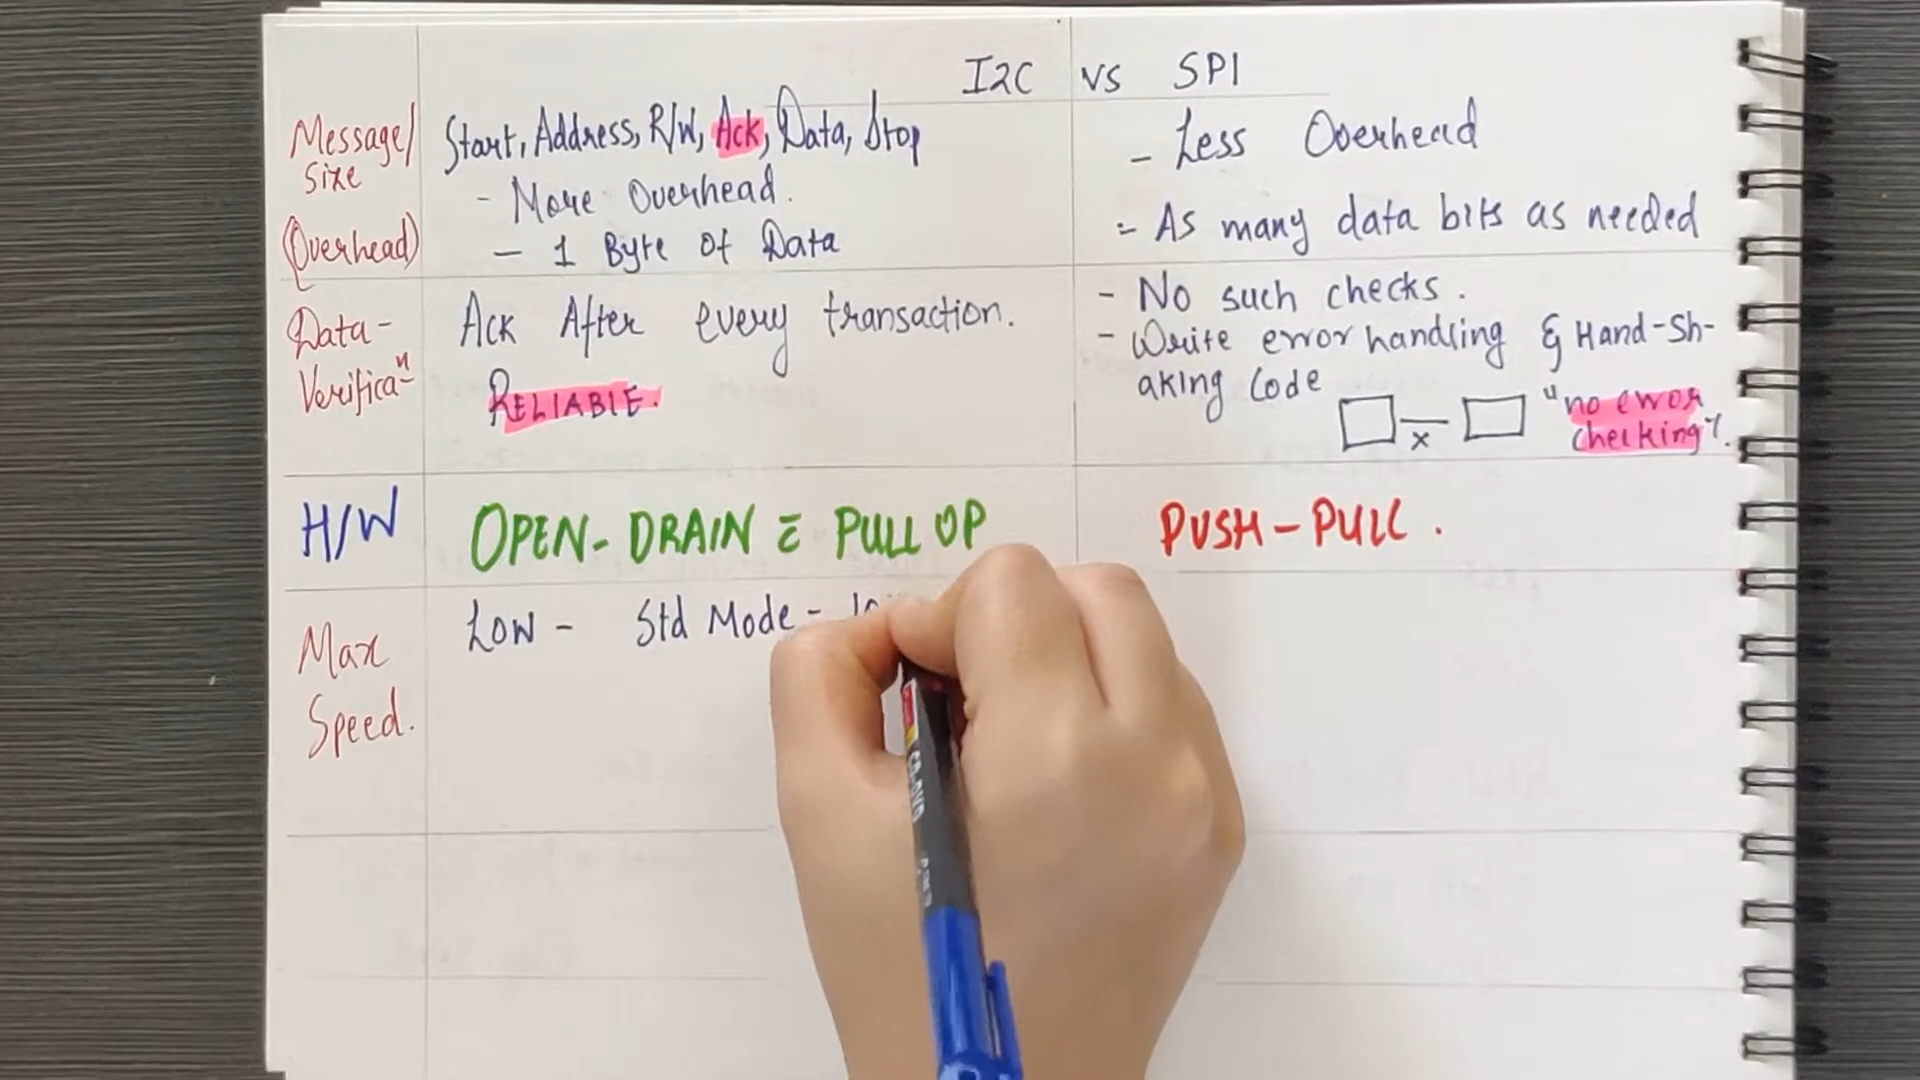 I2C vs SPI
Message/
Size
(Overhead)
Start, Address, R/W, Ack, Data, Stop
- More Overhead.
- 1 Byte of Data
- Less Overhead
- As many data bits as needed
Data-
Verificaⁿ
Ack After every transaction.
RELIABLE.
- No such checks.
- Write error handling & Hand-Sh-
aking Code
x
"no error
checking".
H/W
OPEN-DRAIN c̄ PULL UP
PUSH-PULL.
Max
Speed.
Low - Std Mode -